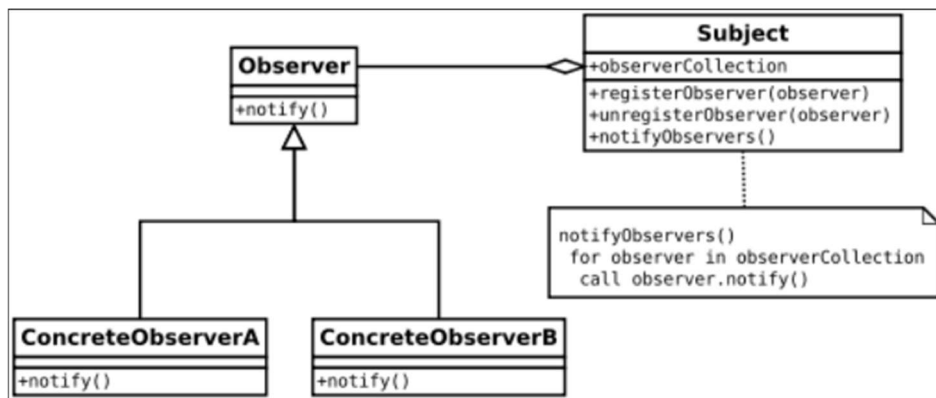 Subject
+observerCollection
+registerObserver(observer)
+unregisterObserver(observer)
+notifyObservers()
Observer
+notify()
notifyObservers()
for observer in observerCollection
call observer.notify()
ConcreteObserverA
+notify()
ConcreteObserverB
+notify()